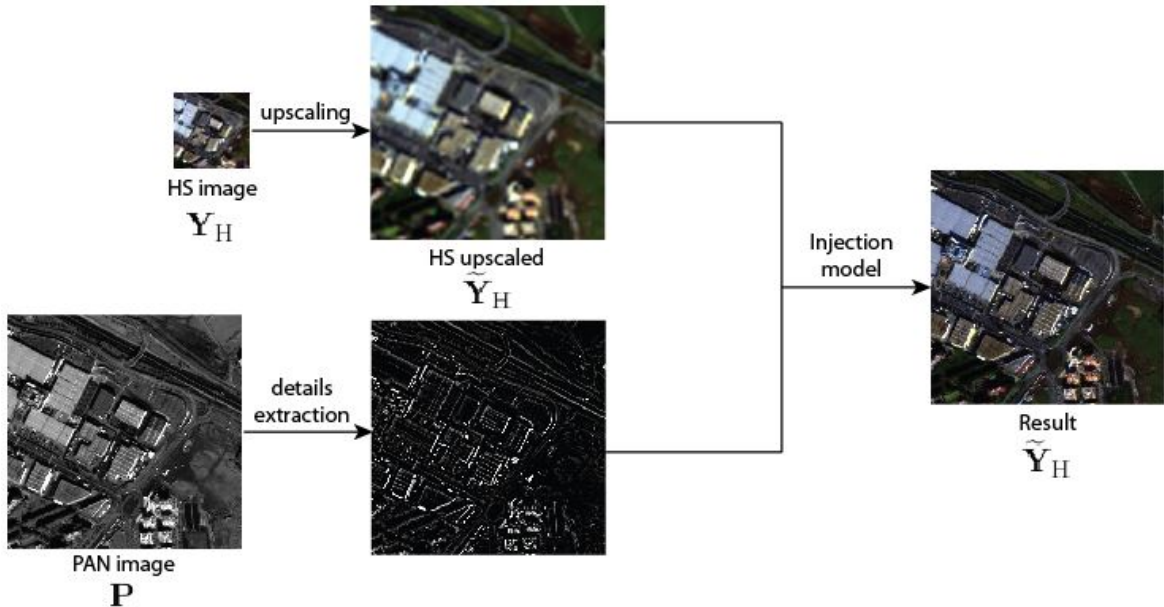 upscaling
HS image
Y_H
HS upscaled
Ỹ_H
Injection
model
details
extraction
PAN image
P
Result
Ỹ_H